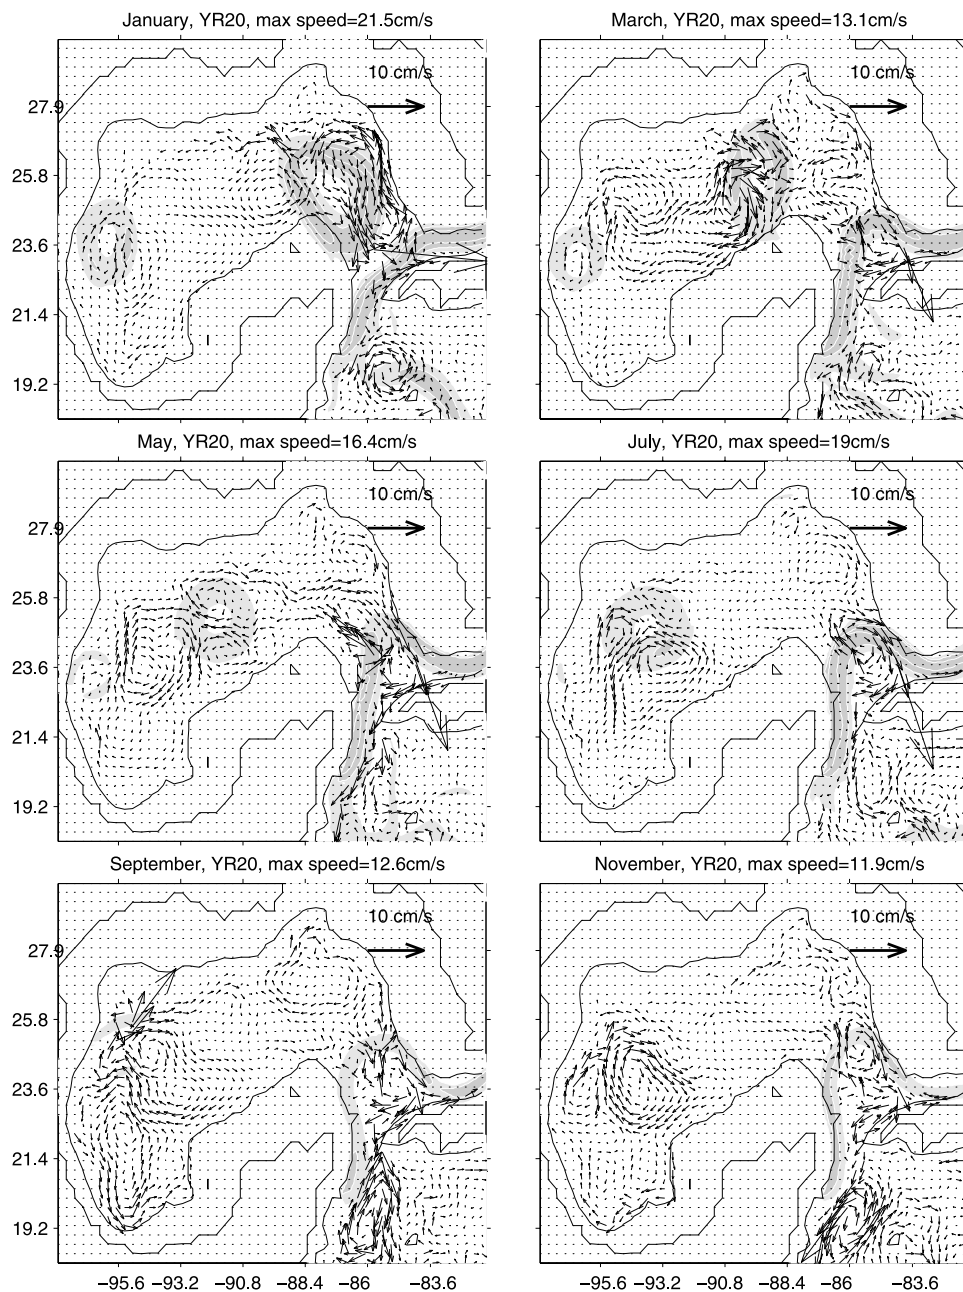 January, YR20, max speed=21.5cm/s
March, YR20, max speed=13.1cm/s
10 cm/s
10 cm/s
27.9
25.8
23.6
21.4
19.2
May, YR20, max speed=16.4cm/s
July, YR20, max speed=19cm/s
10 cm/s
10 cm/s
27.9
25.8
23.6
21.4
19.2
September, YR20, max speed=12.6cm/s
November, YR20, max speed=11.9cm/s
10 cm/s
10 cm/s
27.9
25.8
23.6
21.4
19.2
−95.6 −93.2 −90.8 −88.4 −86 −83.6
−95.6 −93.2 −90.8 −88.4 −86 −83.6